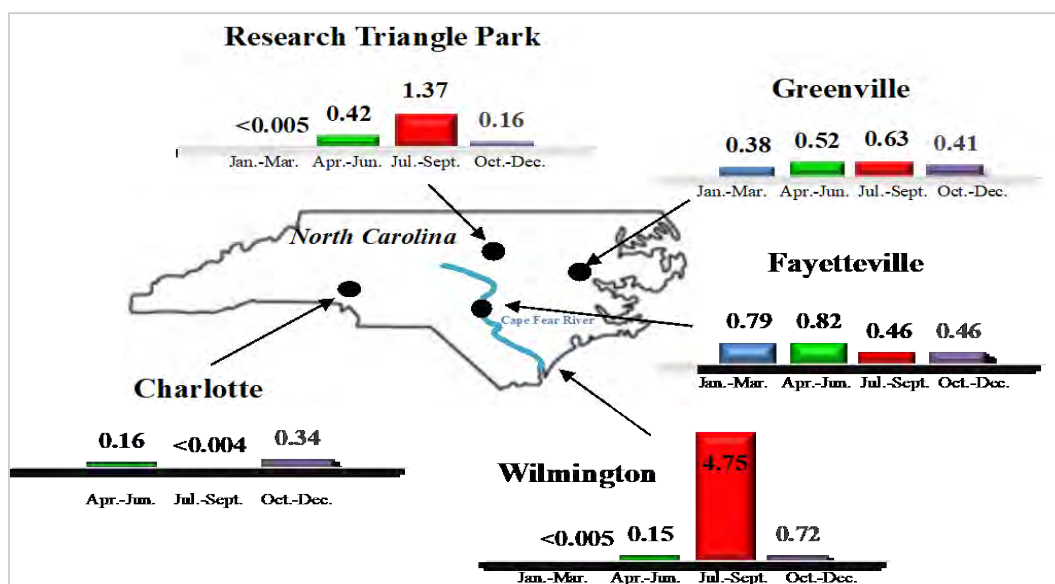 Research Triangle Park
<0.005 0.42 1.37 0.16
Jan.-Mar. Apr.-Jun. Jul.-Sept. Oct.-Dec.
Greenville
0.38 0.52 0.63 0.41
Jan.-Mar. Apr.-Jun. Jul.-Sept. Oct.-Dec.
North Carolina
Fayetteville
Cape Fear River
0.79 0.82 0.46 0.46
Jan.-Mar. Apr.-Jun. Jul.-Sept. Oct.-Dec.
Charlotte
0.16 <0.004 0.34
Apr.-Jun. Jul.-Sept. Oct.-Dec.
Wilmington
<0.005 0.15 4.75 0.72
Jan.-Mar. Apr.-Jun. Jul.-Sept. Oct.-Dec.